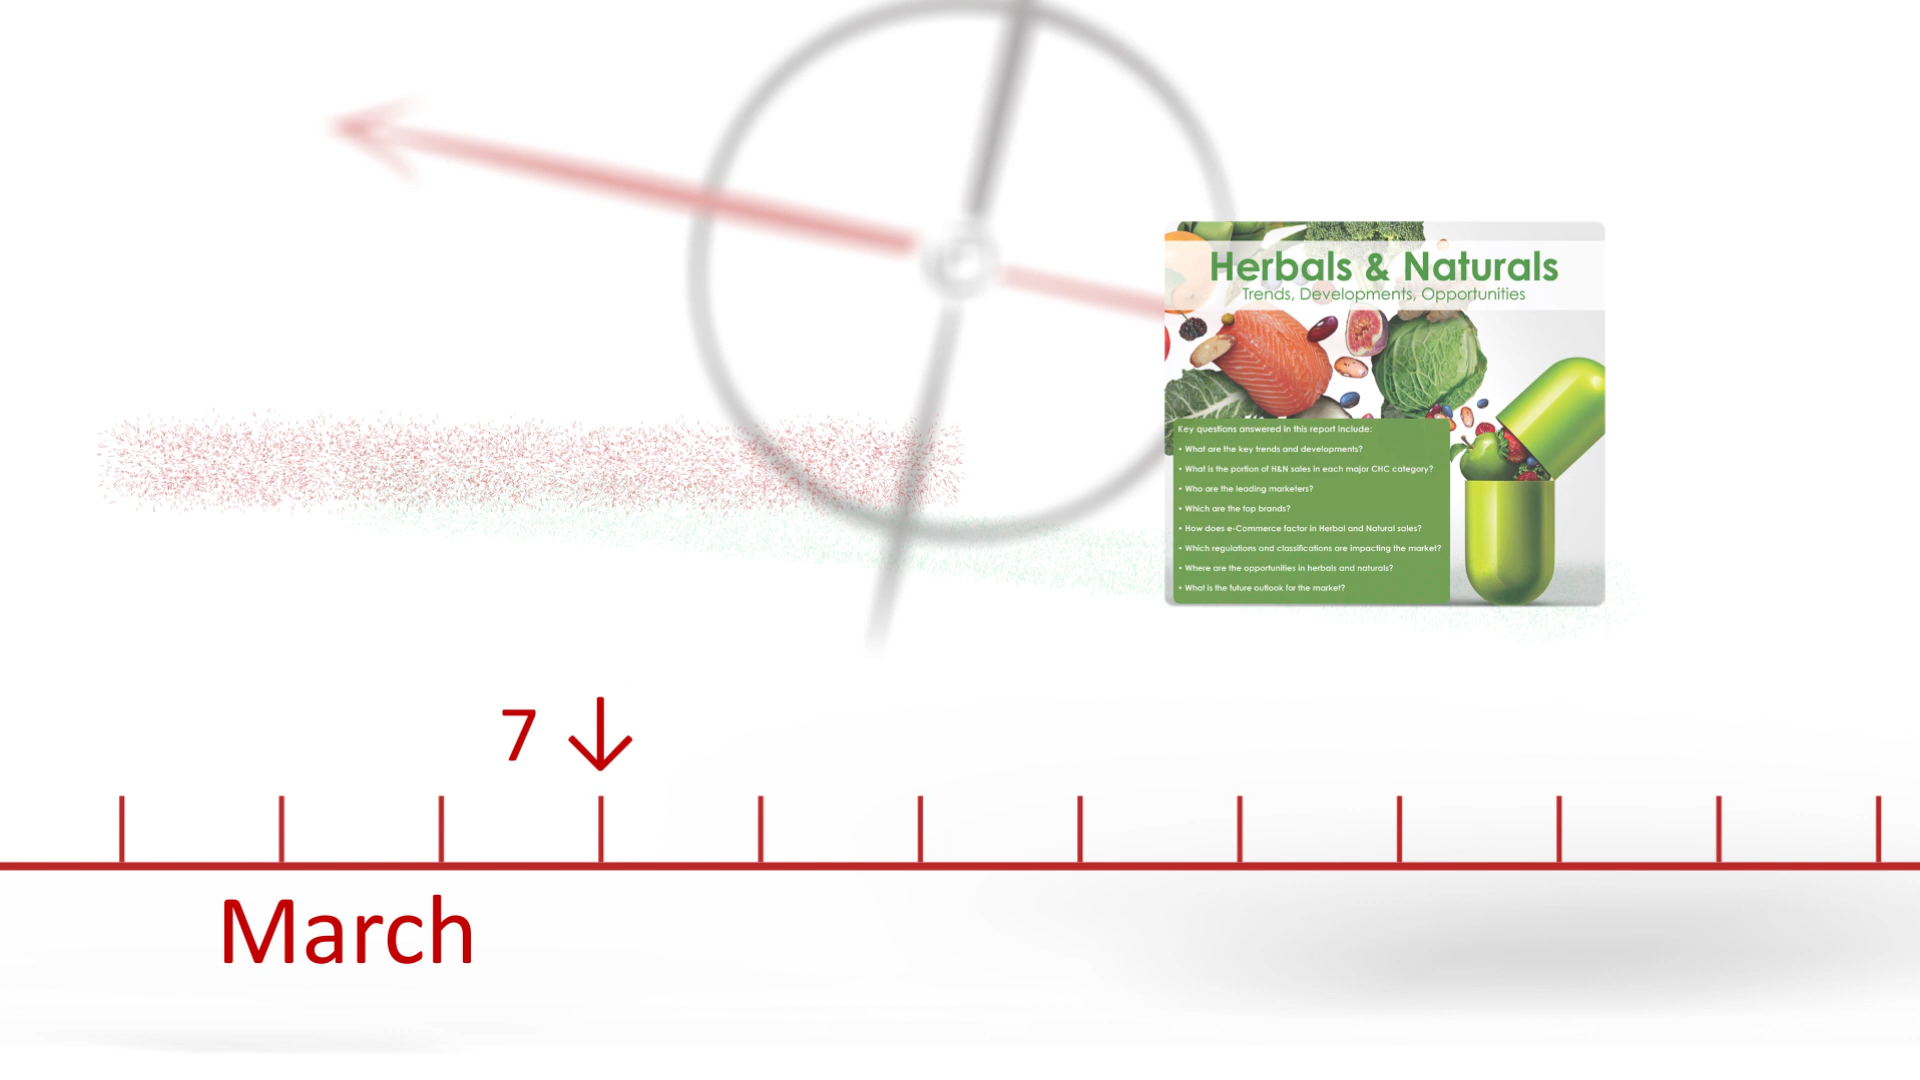 Herbals & Naturals
Trends, Developments, Opportunities
Key questions answered in this report include:
• What are the key trends and developments?
• What is the portion of H&N sales in each major CHC category?
• Who are the leading marketers?
• Which are the top brands?
• How does e-Commerce factor in Herbal and Natural sales?
• Which regulations and classifications are impacting the market?
• Where are the opportunities in herbals and naturals?
• What is the future outlook for the market?
7
March